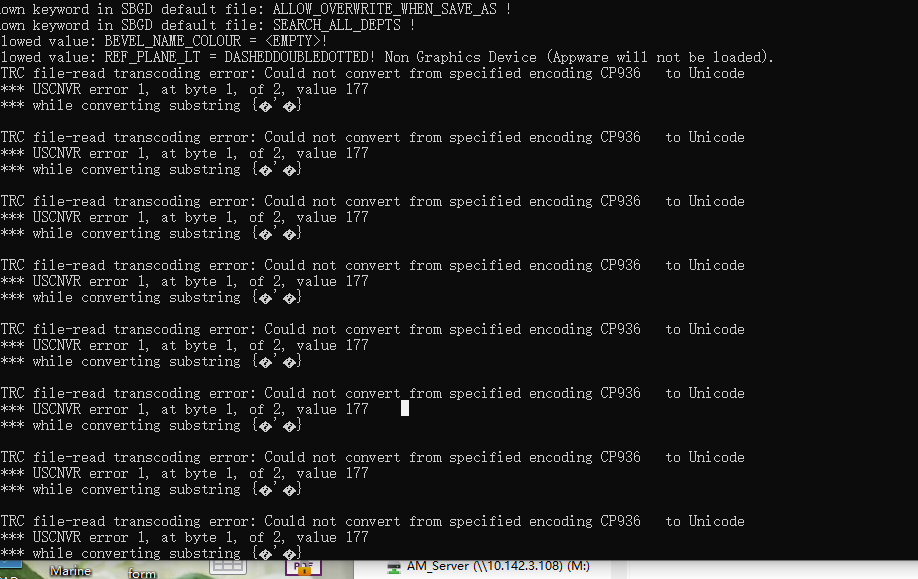 own keyword in SBGD default file: ALLOW_OVERWRITE_WHEN_SAVE_AS !
own keyword in SBGD default file: SEARCH_ALL_DEPTS !
lowed value: BEVEL_NAME_COLOUR = <EMPTY>!
lowed value: REF_PLANE_LT = DASHEDDOUBLEDOTTED! Non Graphics Device (Appware will not be loaded).
TRC file-read transcoding error: Could not convert from specified encoding CP936   to Unicode
*** USCNVR error 1, at byte 1, of 2, value 177
*** while converting substring {�'�}
TRC file-read transcoding error: Could not convert from specified encoding CP936   to Unicode
*** USCNVR error 1, at byte 1, of 2, value 177
*** while converting substring {�'�}
TRC file-read transcoding error: Could not convert from specified encoding CP936   to Unicode
*** USCNVR error 1, at byte 1, of 2, value 177
*** while converting substring {�'�}
TRC file-read transcoding error: Could not convert from specified encoding CP936   to Unicode
*** USCNVR error 1, at byte 1, of 2, value 177
*** while converting substring {�'�}
TRC file-read transcoding error: Could not convert from specified encoding CP936   to Unicode
*** USCNVR error 1, at byte 1, of 2, value 177
*** while converting substring {�'�}
TRC file-read transcoding error: Could not convert from specified encoding CP936   to Unicode
*** USCNVR error 1, at byte 1, of 2, value 177
*** while converting substring {�'�}
TRC file-read transcoding error: Could not convert from specified encoding CP936   to Unicode
*** USCNVR error 1, at byte 1, of 2, value 177
*** while converting substring {�'�}
TRC file-read transcoding error: Could not convert from specified encoding CP936   to Unicode
*** USCNVR error 1, at byte 1, of 2, value 177
*** while converting substring {�'�}
Marine
form
AM_Server (\\10.142.3.108) (M:)